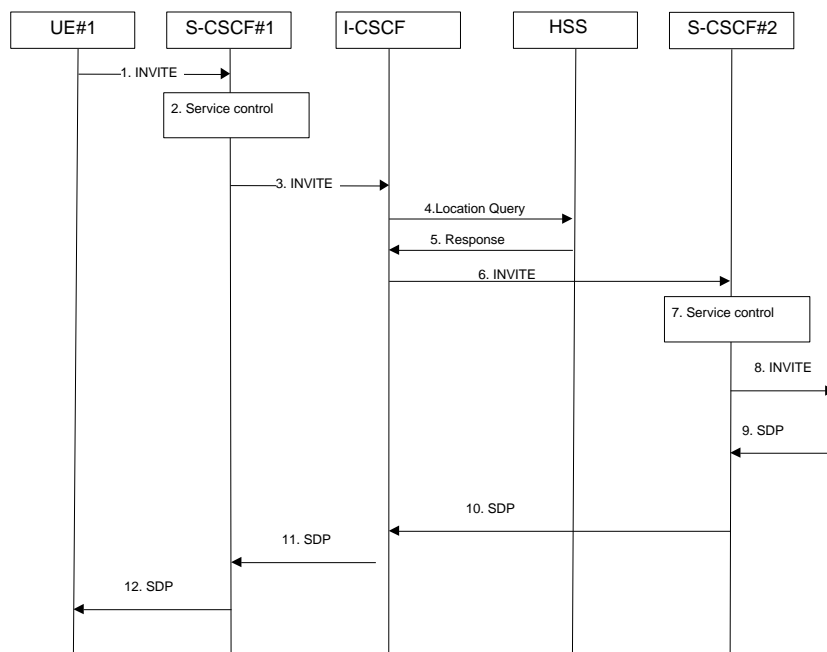 UE#1
S-CSCF#1
I-CSCF
HSS
S-CSCF#2
1. INVITE
2. Service control
3. INVITE
4.Location Query
5. Response
6. INVITE
7. Service control
8. INVITE
9. SDP
10. SDP
11. SDP
12. SDP